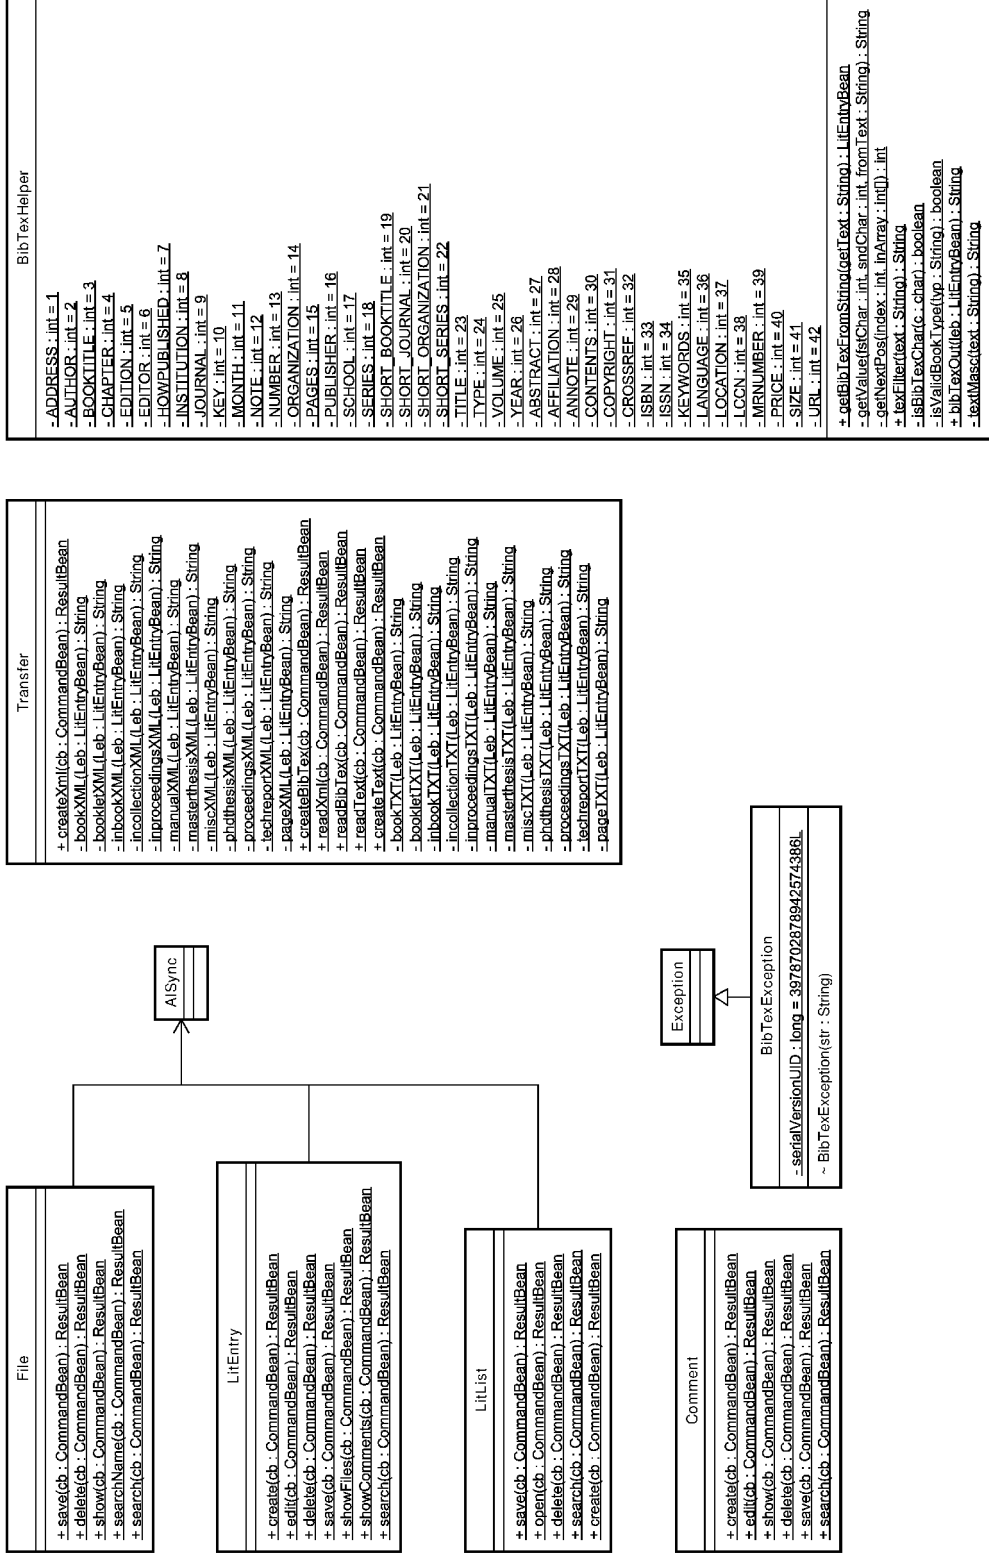 File
+ save(cb : CommandBean) : ResultBean
+ delete(cb : CommandBean) : ResultBean
+ show(cb : CommandBean) : ResultBean
+ searchName(cb : CommandBean) : ResultBean
+ search(cb : CommandBean) : ResultBean
LitEntry
+ create(cb : CommandBean) : ResultBean
+ edit(cb : CommandBean) : ResultBean
+ delete(cb : CommandBean) : ResultBean
+ save(cb : CommandBean) : ResultBean
+ showFiles(cb : CommandBean) : ResultBean
+ showComments(cb : CommandBean) : ResultBean
+ search(cb : CommandBean) : ResultBean
LitList
+ save(cb : CommandBean) : ResultBean
+ open(cb : CommandBean) : ResultBean
+ delete(cb : CommandBean) : ResultBean
+ search(cb : CommandBean) : ResultBean
+ create(cb : CommandBean) : ResultBean
Comment
+ create(cb : CommandBean) : ResultBean
+ edit(cb : CommandBean) : ResultBean
+ show(cb : CommandBean) : ResultBean
+ delete(cb : CommandBean) : ResultBean
+ save(cb : CommandBean) : ResultBean
+ search(cb : CommandBean) : ResultBean
AISync
Exception
BibTexException
- serialVersionUID : long = 3978702878942574386L
~ BibTexException(str : String)
Transfer
+ createXml(cb : CommandBean) : ResultBean
- bookXML(Leb : LitEntryBean) : String
- bookletXML(Leb : LitEntryBean) : String
- inbookXML(Leb : LitEntryBean) : String
- incollectionXML(Leb : LitEntryBean) : String
- inproceedingsXML(Leb : LitEntryBean) : String
- manualXML(Leb : LitEntryBean) : String
- masterthesisXML(Leb : LitEntryBean) : String
- miscXML(Leb : LitEntryBean) : String
- phdthesisXML(Leb : LitEntryBean) : String
- proceedingsXML(Leb : LitEntryBean) : String
- techreportXML(Leb : LitEntryBean) : String
- pageXML(Leb : LitEntryBean) : String
+ createBibTex(cb : CommandBean) : ResultBean
+ readXml(cb : CommandBean) : ResultBean
+ readBibTex(cb : CommandBean) : ResultBean
+ readText(cb : CommandBean) : ResultBean
+ createText(cb : CommandBean) : ResultBean
- bookTXT(Leb : LitEntryBean) : String
- bookletTXT(Leb : LitEntryBean) : String
- inbookTXT(Leb : LitEntryBean) : String
- incollectionTXT(Leb : LitEntryBean) : String
- inproceedingsTXT(Leb : LitEntryBean) : String
- manualTXT(Leb : LitEntryBean) : String
- masterthesisTXT(Leb : LitEntryBean) : String
- miscTXT(Leb : LitEntryBean) : String
- phdthesisTXT(Leb : LitEntryBean) : String
- proceedingsTXT(Leb : LitEntryBean) : String
- techreportTXT(Leb : LitEntryBean) : String
- pageTXT(Leb : LitEntryBean) : String
BibTexHelper
- ADDRESS : int = 1
- AUTHOR : int = 2
- BOOKTITLE : int = 3
- CHAPTER : int = 4
- EDITION : int = 5
- EDITOR : int = 6
- HOWPUBLISHED : int = 7
- INSTITUTION : int = 8
- JOURNAL : int = 9
- KEY : int = 10
- MONTH : int = 11
- NOTE : int = 12
- NUMBER : int = 13
- ORGANIZATION : int = 14
- PAGES : int = 15
- PUBLISHER : int = 16
- SCHOOL : int = 17
- SERIES : int = 18
- SHORT_BOOKTITLE : int = 19
- SHORT_JOURNAL : int = 20
- SHORT_ORGANIZATION : int = 21
- SHORT_SERIES : int = 22
- TITLE : int = 23
- TYPE : int = 24
- VOLUME : int = 25
- YEAR : int = 26
- ABSTRACT : int = 27
- AFFILIATION : int = 28
- ANNOTE : int = 29
- CONTENTS : int = 30
- COPYRIGHT : int = 31
- CROSSREF : int = 32
- ISBN : int = 33
- ISSN : int = 34
- KEYWORDS : int = 35
- LANGUAGE : int = 36
- LOCATION : int = 37
- LCCN : int = 38
- MRNUMBER : int = 39
- PRICE : int = 40
- SIZE : int = 41
- URL : int = 42
+ getBibTexFromString(getText : String) : LitEntryBean
- getValue(fstChar : int, sndChar : int, fromText : String) : String
- getNextPos(index : int, inArray : int[]) : int
+ texFilter(text : String) : String
- isBibTexChar(c : char) : boolean
- isValidBookType(typ : String) : boolean
+ bibTexOut(leb : LitEntryBean) : String
- textMasc(text : String) : String